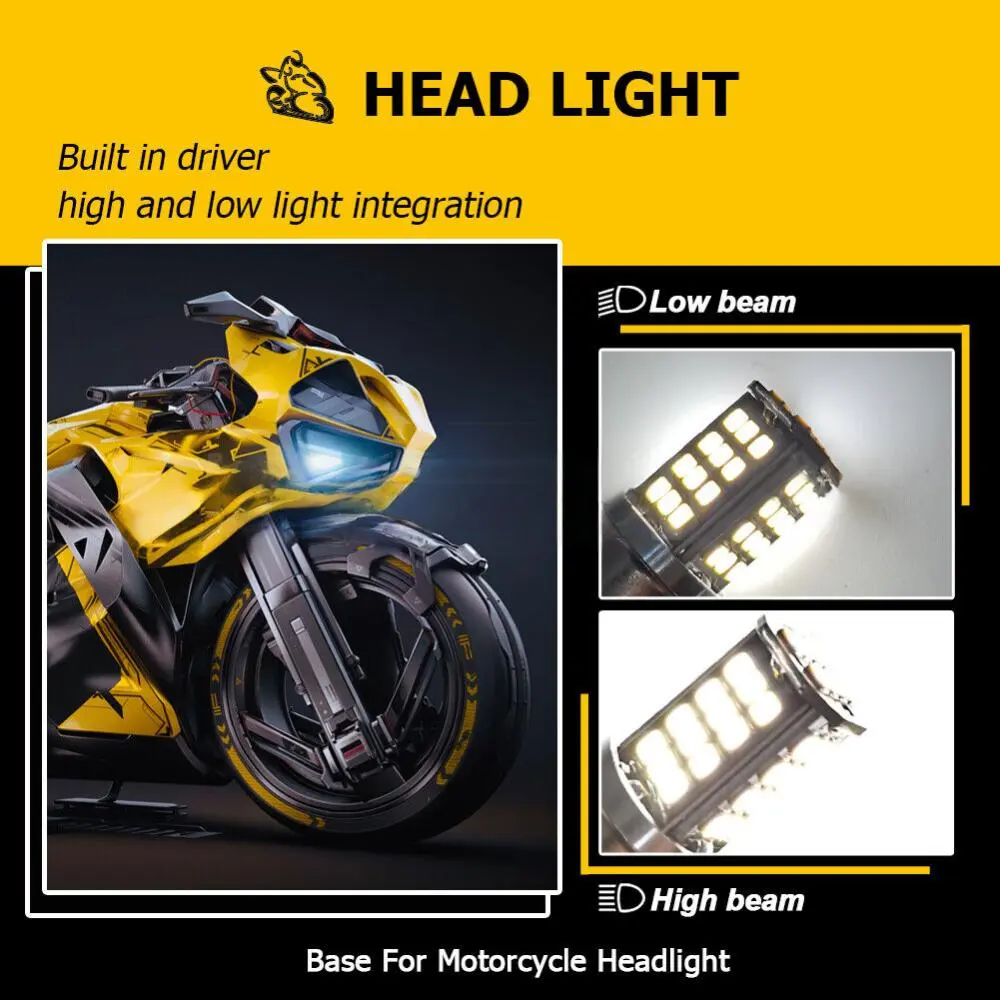 HEAD LIGHT
Built in driver
high and low light integration
Low beam
High beam
Base For Motorcycle Headlight